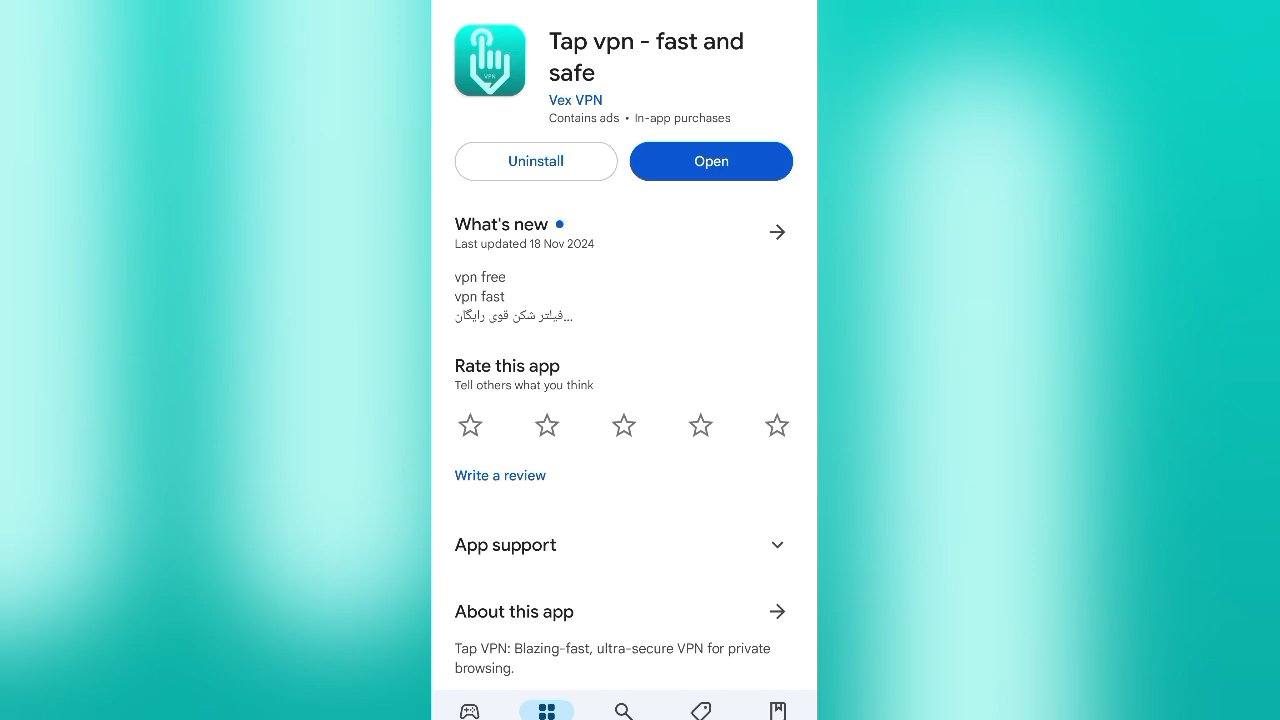 VPN
Tap vpn - fast and
safe
Vex VPN
Contains ads • In-app purchases
Uninstall
Open
What's new
Last updated 18 Nov 2024
vpn free
vpn fast
فیلتر شکن قوی رایگان...
Rate this app
Tell others what you think
Write a review
App support
About this app
Tap VPN: Blazing-fast, ultra-secure VPN for private
browsing.